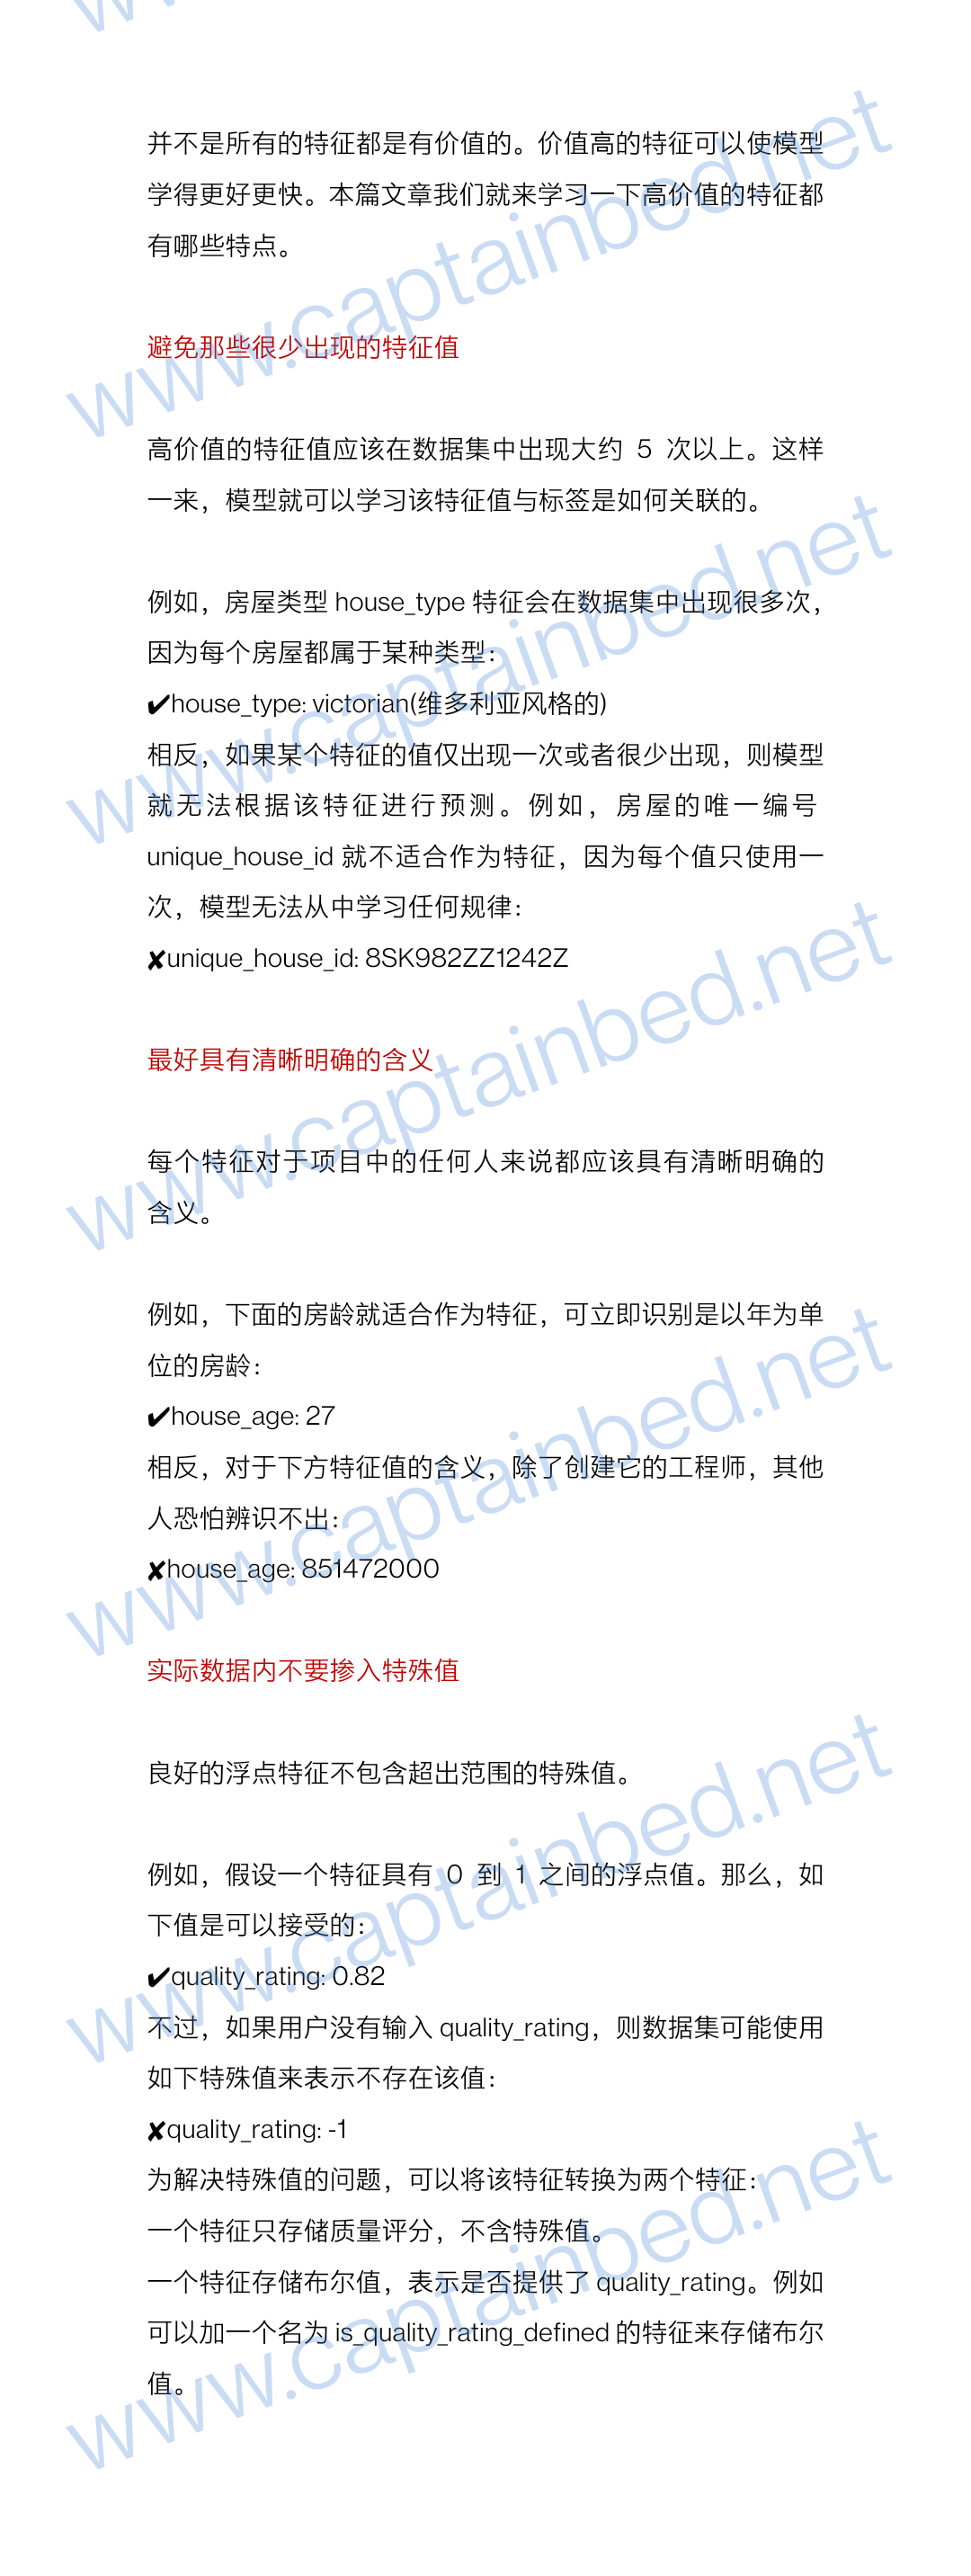 并不是所有的特征都是有价值的。价值高的特征可以使模型
学得更好更快。本篇文章我们就来学习一下高价值的特征都
有哪些特点。
避免那些很少出现的特征值
高价值的特征值应该在数据集中出现大约 5 次以上。这样
一来，模型就可以学习该特征值与标签是如何关联的。
例如，房屋类型 house_type 特征会在数据集中出现很多次，
因为每个房屋都属于某种类型：
✔house_type: victorian(维多利亚风格的)
相反，如果某个特征的值仅出现一次或者很少出现，则模型
就无法根据该特征进行预测。例如，房屋的唯一编号
unique_house_id 就不适合作为特征，因为每个值只使用一
次，模型无法从中学习任何规律：
✘unique_house_id: 8SK982ZZ1242Z
最好具有清晰明确的含义
每个特征对于项目中的任何人来说都应该具有清晰明确的
含义。
例如，下面的房龄就适合作为特征，可立即识别是以年为单
位的房龄：
✔house_age: 27
相反，对于下方特征值的含义，除了创建它的工程师，其他
人恐怕辨识不出：
✘house_age: 851472000
实际数据内不要掺入特殊值
良好的浮点特征不包含超出范围的特殊值。
例如，假设一个特征具有 0 到 1 之间的浮点值。那么，如
下值是可以接受的：
✔quality_rating: 0.82
不过，如果用户没有输入 quality_rating，则数据集可能使用
如下特殊值来表示不存在该值：
✘quality_rating: -1
为解决特殊值的问题，可以将该特征转换为两个特征：
一个特征只存储质量评分，不含特殊值。
一个特征存储布尔值，表示是否提供了 quality_rating。例如
可以加一个名为 is_quality_rating_defined 的特征来存储布尔
值。
www.captainbed.net
www.captainbed.net
www.captainbed.net
www.captainbed.net
www.captainbed.net
www.captainbed.net